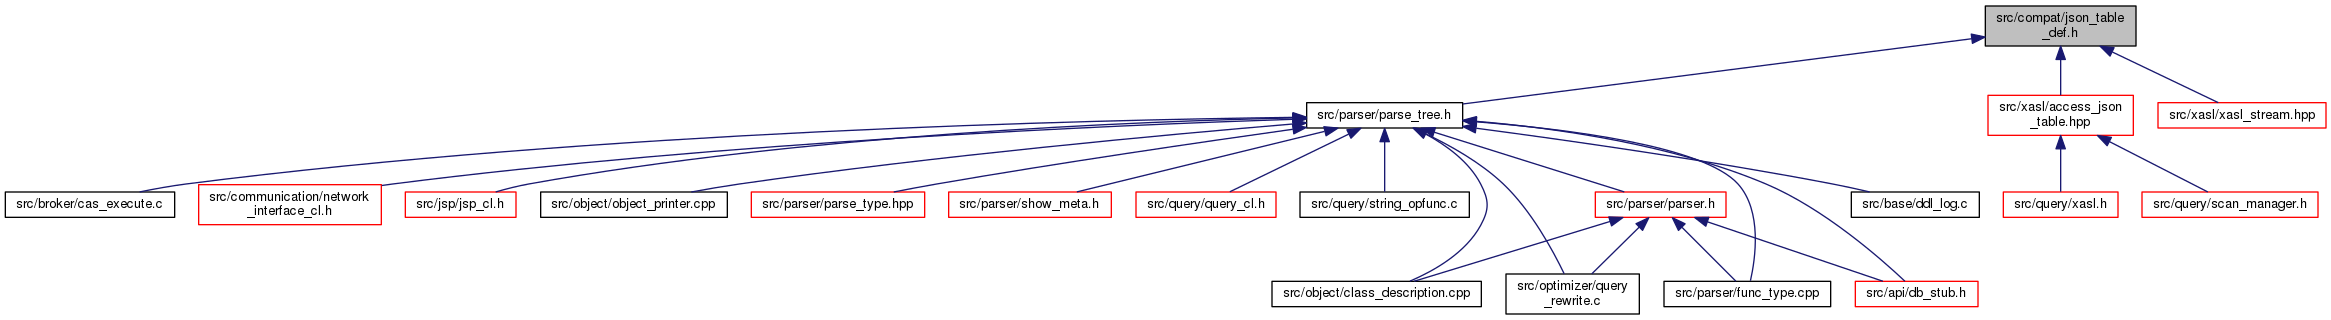 src/compat/json_table
_def.h
src/parser/parse_tree.h
src/xasl/access_json
_table.hpp
src/xasl/xasl_stream.hpp
src/broker/cas_execute.c
src/communication/network
_interface_cl.h
src/jsp/jsp_cl.h
src/object/object_printer.cpp
src/parser/parse_type.hpp
src/parser/show_meta.h
src/query/query_cl.h
src/query/string_opfunc.c
src/parser/parser.h
src/base/ddl_log.c
src/query/xasl.h
src/query/scan_manager.h
src/object/class_description.cpp
src/optimizer/query
_rewrite.c
src/parser/func_type.cpp
src/api/db_stub.h